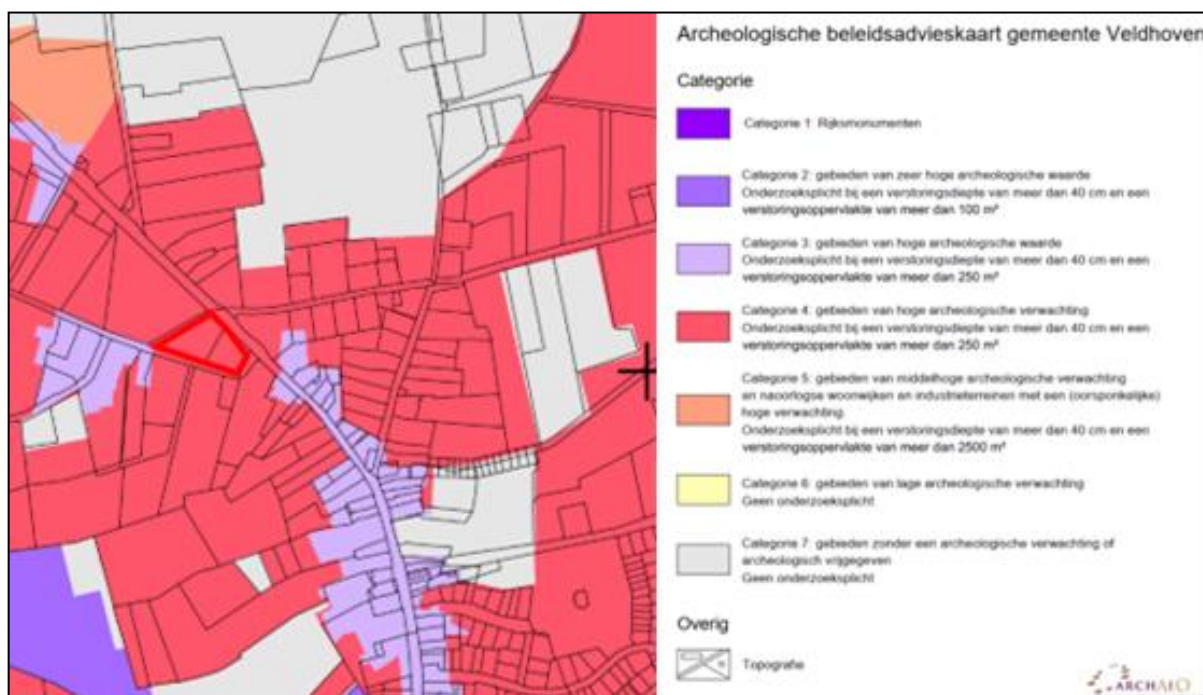 Archeologische beleidsadvieskaart gemeente Veldhoven
Categorie
Categorie 1: Rijksmonumenten
Categorie 2: gebieden van zeer hoge archeologische waarde
Onderzoeksplicht bij een verstoringsdiepte van meer dan 40 cm en een
verstoringsoppervlakte van meer dan 100 m²
Categorie 3: gebieden van hoge archeologische waarde
Onderzoeksplicht bij een verstoringsdiepte van meer dan 40 cm en een
verstoringsoppervlakte van meer dan 250 m²
Categorie 4: gebieden van hoge archeologische verwachting
Onderzoeksplicht bij een verstoringsdiepte van meer dan 40 cm en een
verstoringsoppervlakte van meer dan 250 m²
Categorie 5: gebieden van middelhoge archeologische verwachting
en naoorlogse woonwijken en industrieterreinen met een (oorsponkelijke)
hoge verwachting
Onderzoeksplicht bij een verstoringsdiepte van meer dan 40 cm en een
verstoringsoppervlakte van meer dan 2500 m²
Categorie 6: gebieden van lage archeologische verwachting
Geen onderzoeksplicht
Categorie 7: gebieden zonder een archeologische verwachting of
archeologisch vrijgegeven
Geen onderzoeksplicht
Overig
Topografie
ARCHAEO